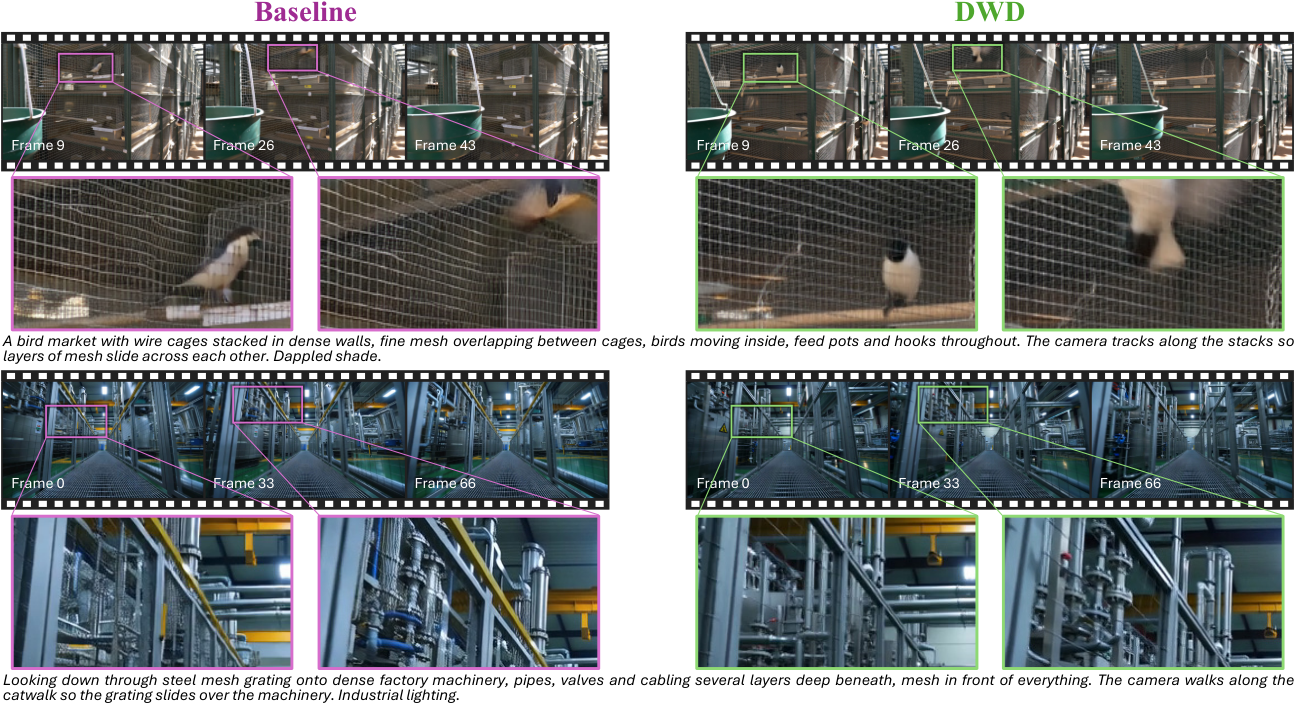 Baseline
DWD
Frame 9
Frame 26
Frame 43
Frame 9
Frame 26
Frame 43
A bird market with wire cages stacked in dense walls, fine mesh overlapping between cages, birds moving inside, feed pots and hooks throughout. The camera tracks along the stacks so
layers of mesh slide across each other. Dappled shade.
Frame 0
Frame 33
Frame 66
Frame 0
Frame 33
Frame 66
Looking down through steel mesh grating onto dense factory machinery, pipes, valves and cabling several layers deep beneath, mesh in front of everything. The camera walks along the
catwalk so the grating slides over the machinery. Industrial lighting.